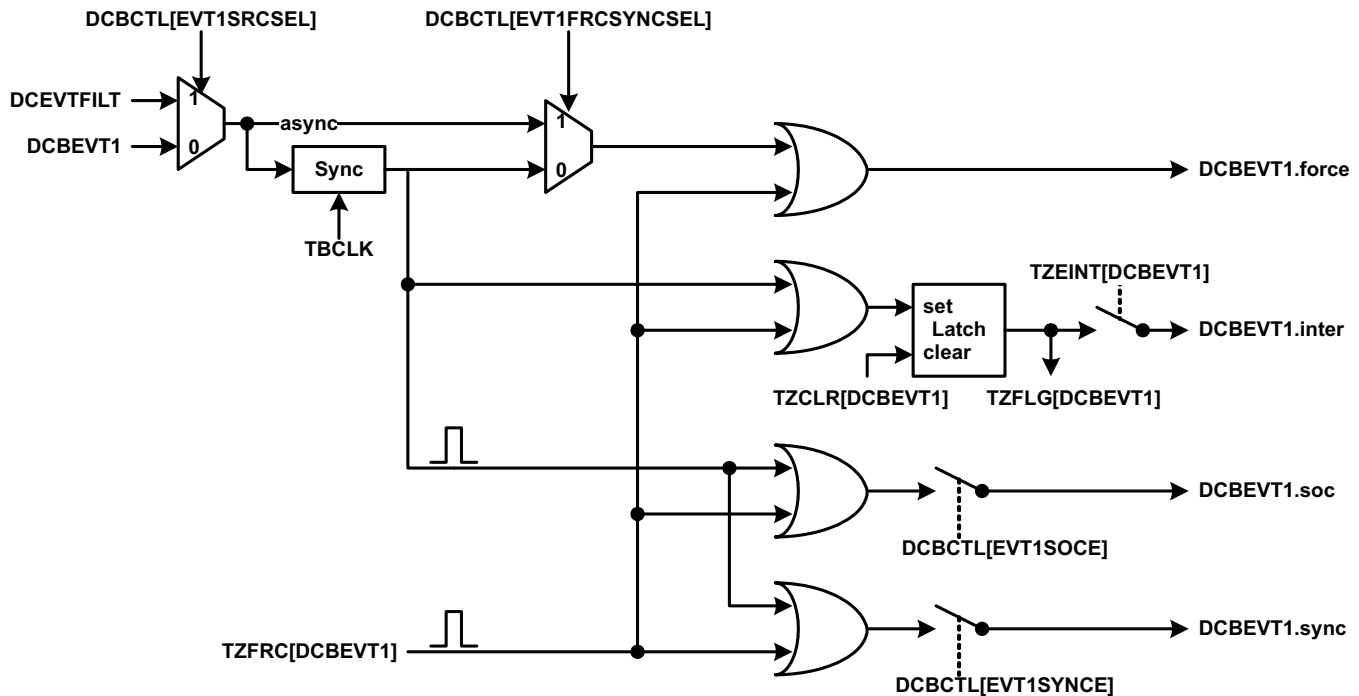 DCBCTL[EVT1SRCSEL]
DCBCTL[EVT1FRCSYNCSEL]
DCEVTFILT
1
async
1
DCBEVT1
0
Sync
0
DCBEVT1.force
TBCLK
TZEINT[DCBEVT1]
set
Latch
clear
DCBEVT1.inter
TZCLR[DCBEVT1]
TZFLG[DCBEVT1]
DCBEVT1.soc
DCBCTL[EVT1SOCE]
DCBEVT1.sync
TZFRC[DCBEVT1]
DCBCTL[EVT1SYNCE]